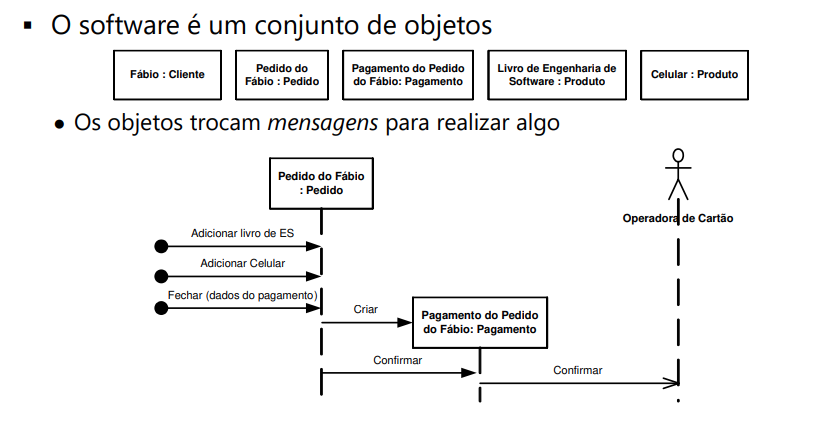 ▪ O software é um conjunto de objetos
Fábio : Cliente
Pedido do
Fábio : Pedido
Pagamento do Pedido
do Fábio: Pagamento
Livro de Engenharia de
Software : Produto
Celular : Produto
• Os objetos trocam mensagens para realizar algo
Pedido do Fábio
: Pedido
Operadora de Cartão
Adicionar livro de ES
Adicionar Celular
Fechar (dados do pagamento)
Criar
Pagamento do Pedido
do Fábio: Pagamento
Confirmar
Confirmar